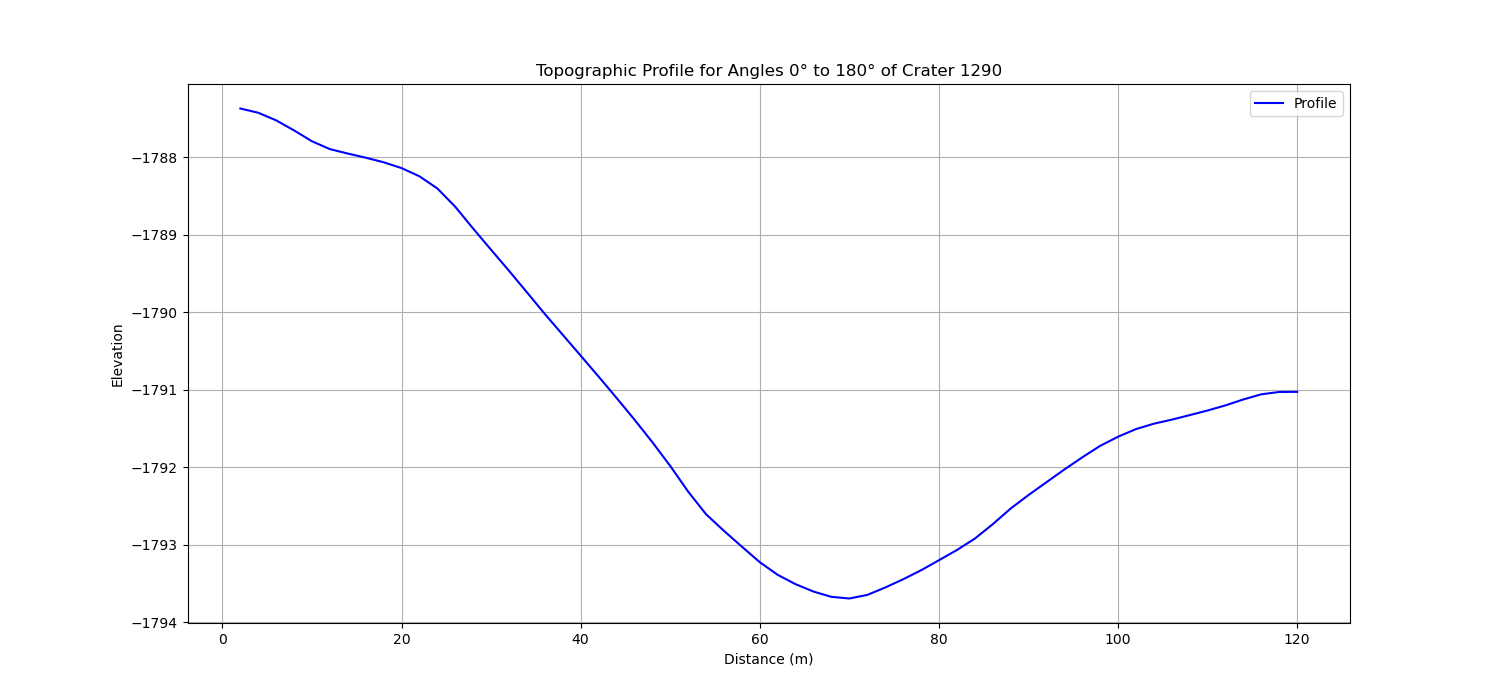 Topographic Profile for Angles 0° to 180° of Crater 1290
Profile
−1788
−1789
−1790
−1791
−1792
−1793
−1794
Elevation
0 20 40 60 80 100 120
Distance (m)